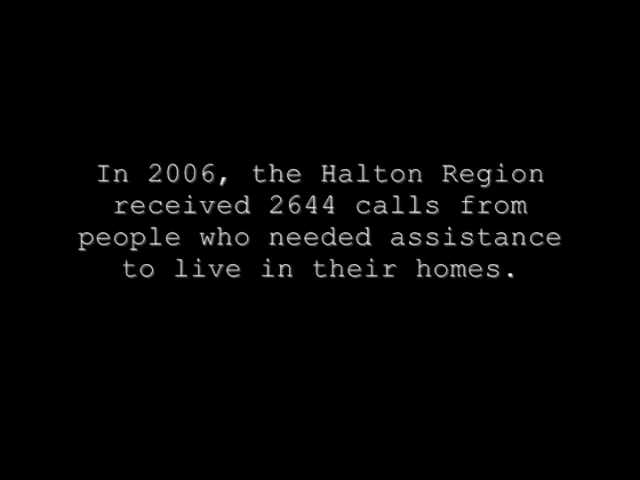 In 2006, the Halton Region
received 2644 calls from
people who needed assistance
to live in their homes.